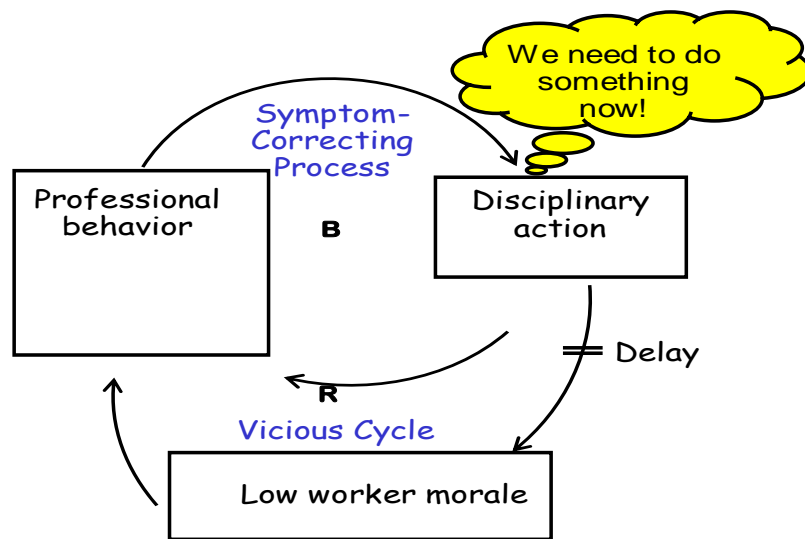 We need to do
something
now!
Symptom-
Correcting
Process
Professional
behavior
Disciplinary
action
B
Delay
R
Vicious Cycle
Low worker morale